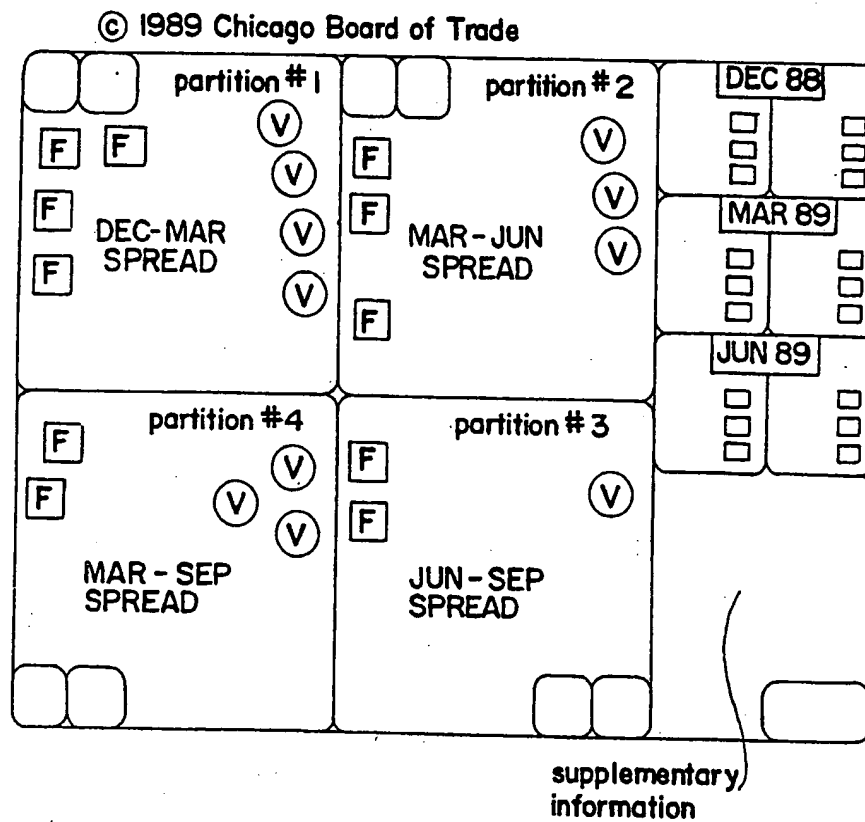 © 1989 Chicago Board of Trade
partition #1
F F V
V
F V
DEC-MAR
SPREAD
F V
partition #2
F V
F V
V
MAR-JUN
SPREAD
F
DEC 88
MAR 89
JUN 89
partition #4
F V
F V V
MAR-SEP
SPREAD
partition #3
F V
F
JUN-SEP
SPREAD
supplementary
information